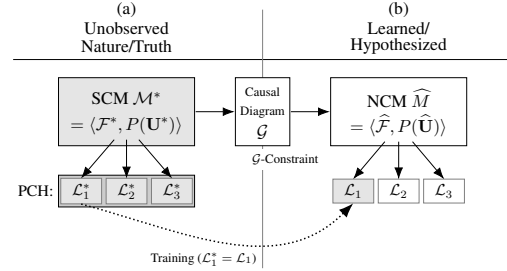 (a)
Unobserved
Nature/Truth
(b)
Learned/
Hypothesized
SCM ℳ*
= ⟨ℱ*, P(U*)⟩
Causal
Diagram
𝒢
NCM M̂
= ⟨ℱ̂, P(Û)⟩
𝒢-Constraint
PCH:
ℒ₁*
ℒ₂*
ℒ₃*
ℒ₁
ℒ₂
ℒ₃
Training (ℒ₁* = ℒ₁)